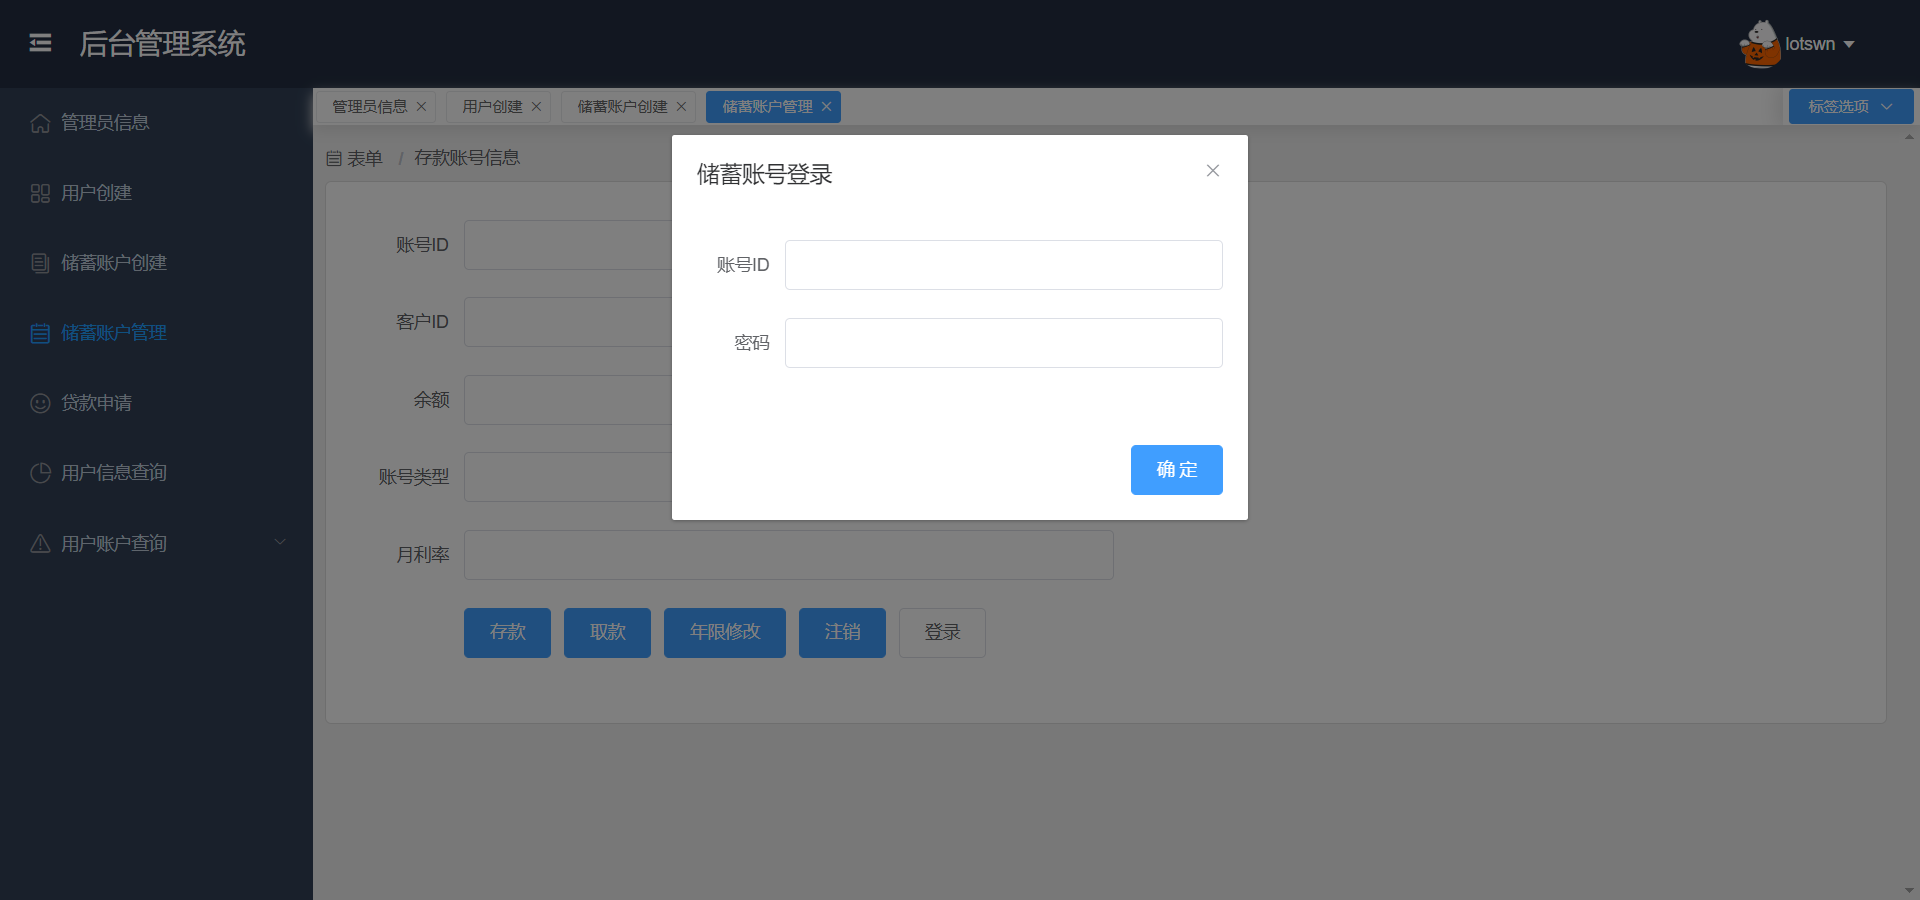 后台管理系统
lotswn
管理员信息
用户创建
储蓄账户创建
储蓄账户管理
贷款申请
用户信息查询
用户账户查询
管理员信息 用户创建 储蓄账户创建 储蓄账户管理 标签选项
表单 / 存款账号信息
账号ID
客户ID
余额
账号类型
月利率
存款 取款 年限修改 注销 登录
储蓄账号登录
账号ID
密码
确 定